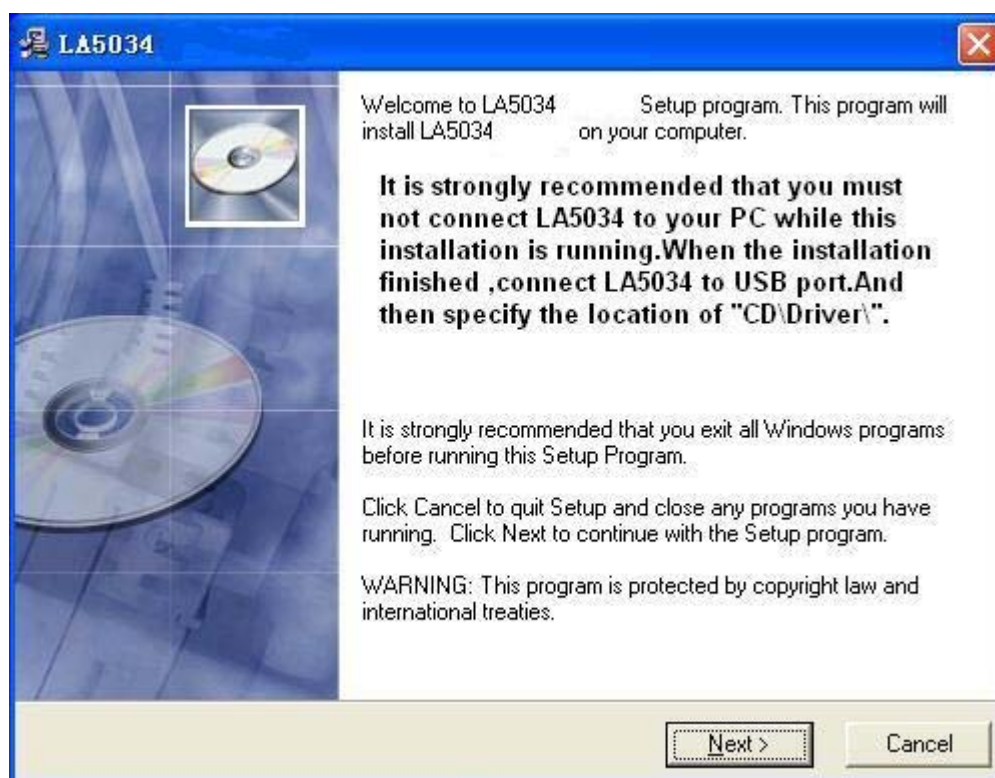 LA5034
Welcome to LA5034 Setup program. This program will
install LA5034 on your computer.
It is strongly recommended that you must
not connect LA5034 to your PC while this
installation is running.When the installation
finished ,connect LA5034 to USB port.And
then specify the location of "CD\Driver\".
It is strongly recommended that you exit all Windows programs
before running this Setup Program.
Click Cancel to quit Setup and close any programs you have
running.  Click Next to continue with the Setup program.
WARNING: This program is protected by copyright law and
international treaties.
Next >
Cancel